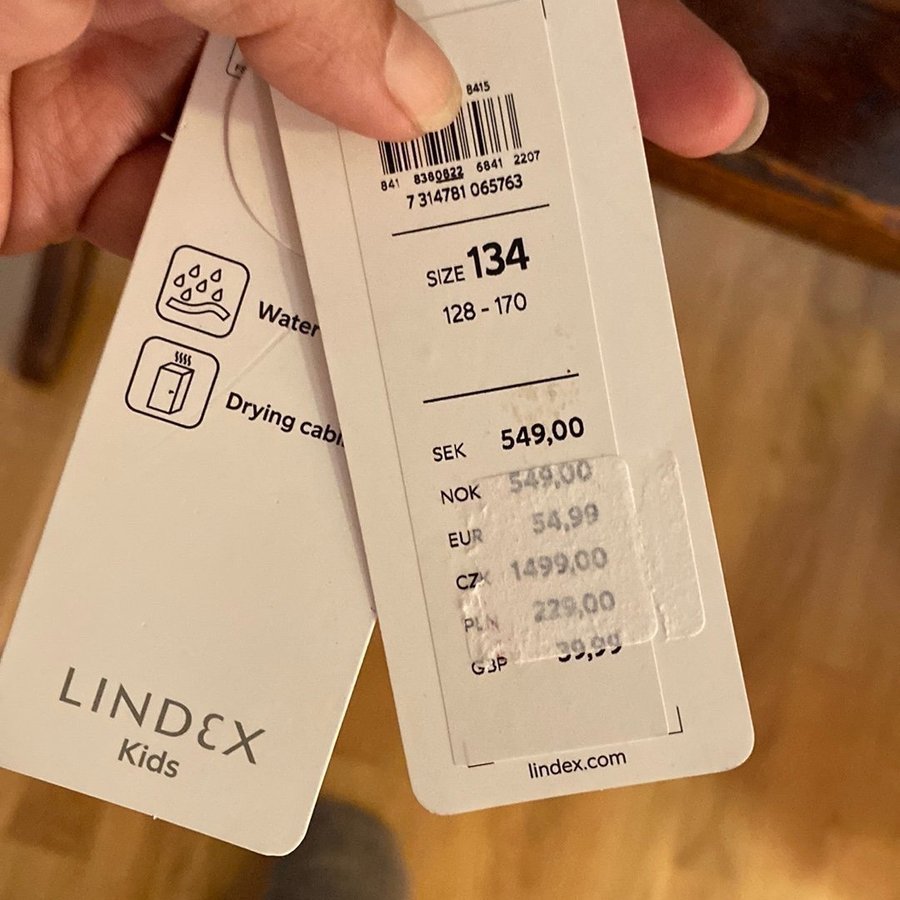 Water
Drying cabi
LINDEX
Kids
8415
841 8380822 6841 2207
7 314781 065763
SIZE 134
128 - 170
SEK 549,00
NOK 549,00
EUR 54,99
CZK 1499,00
PLN 229,00
GBP 39,99
lindex.com